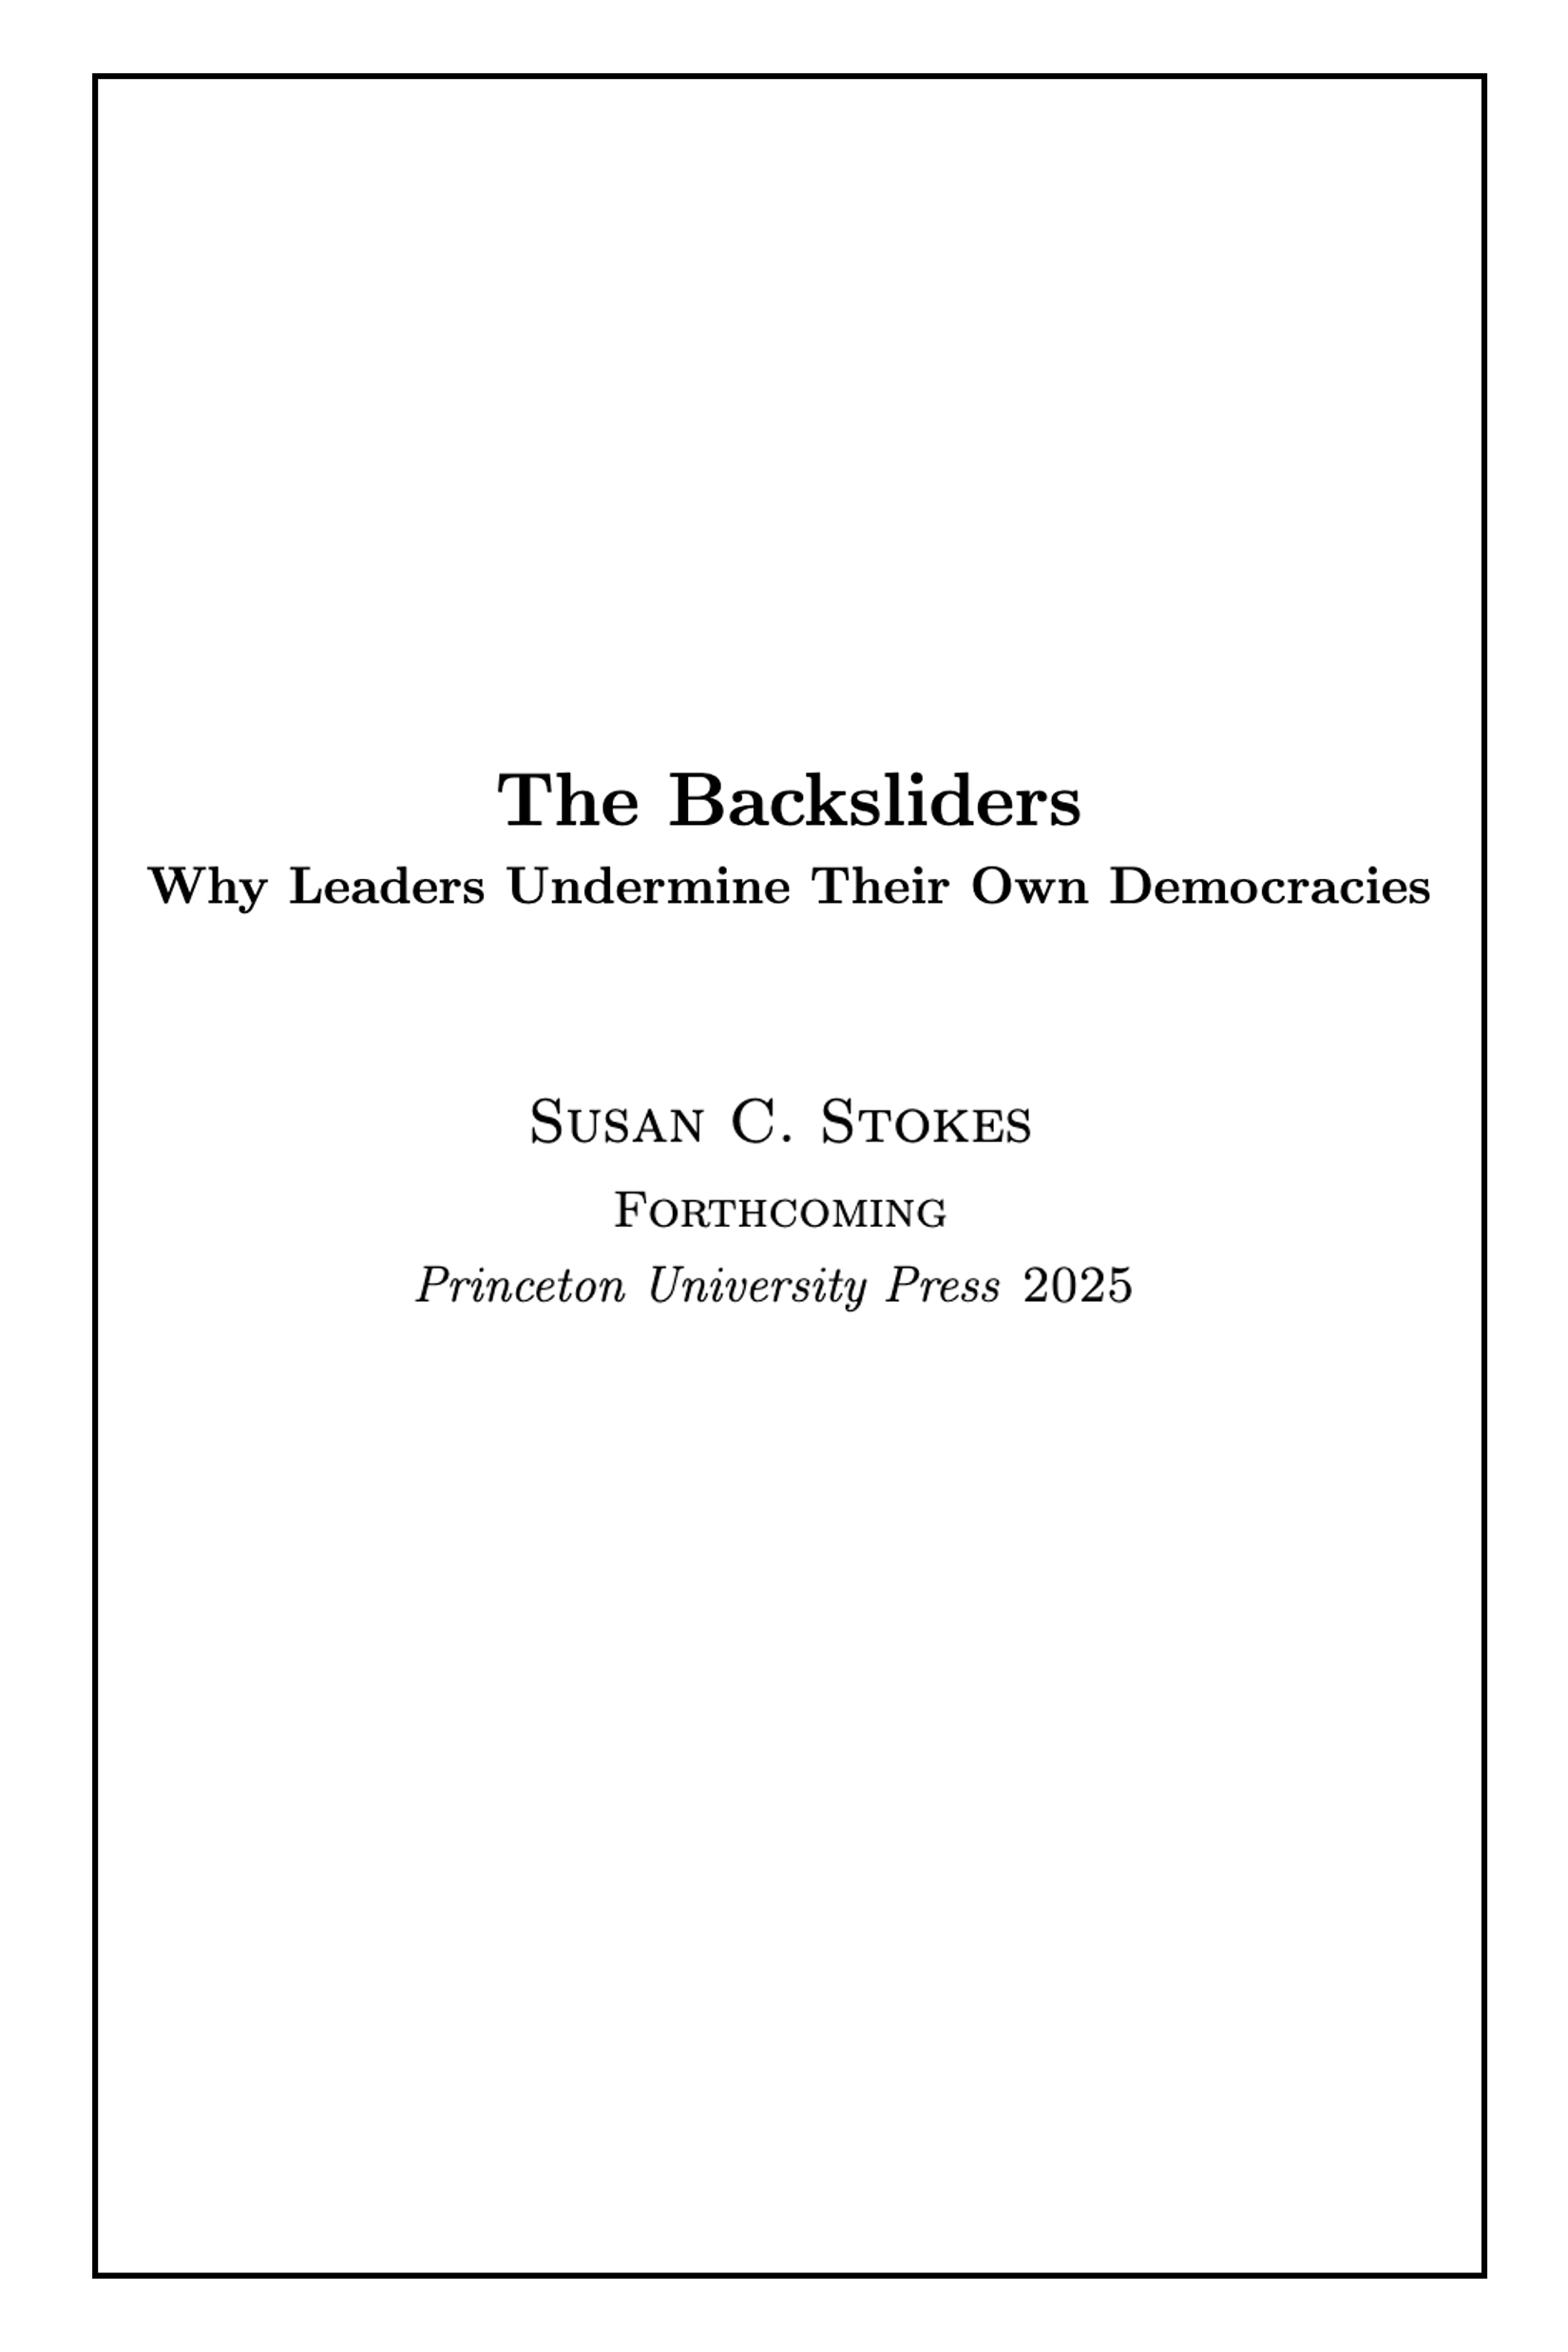 The Backsliders
Why Leaders Undermine Their Own Democracies
Susan C. Stokes
Forthcoming
Princeton University Press 2025